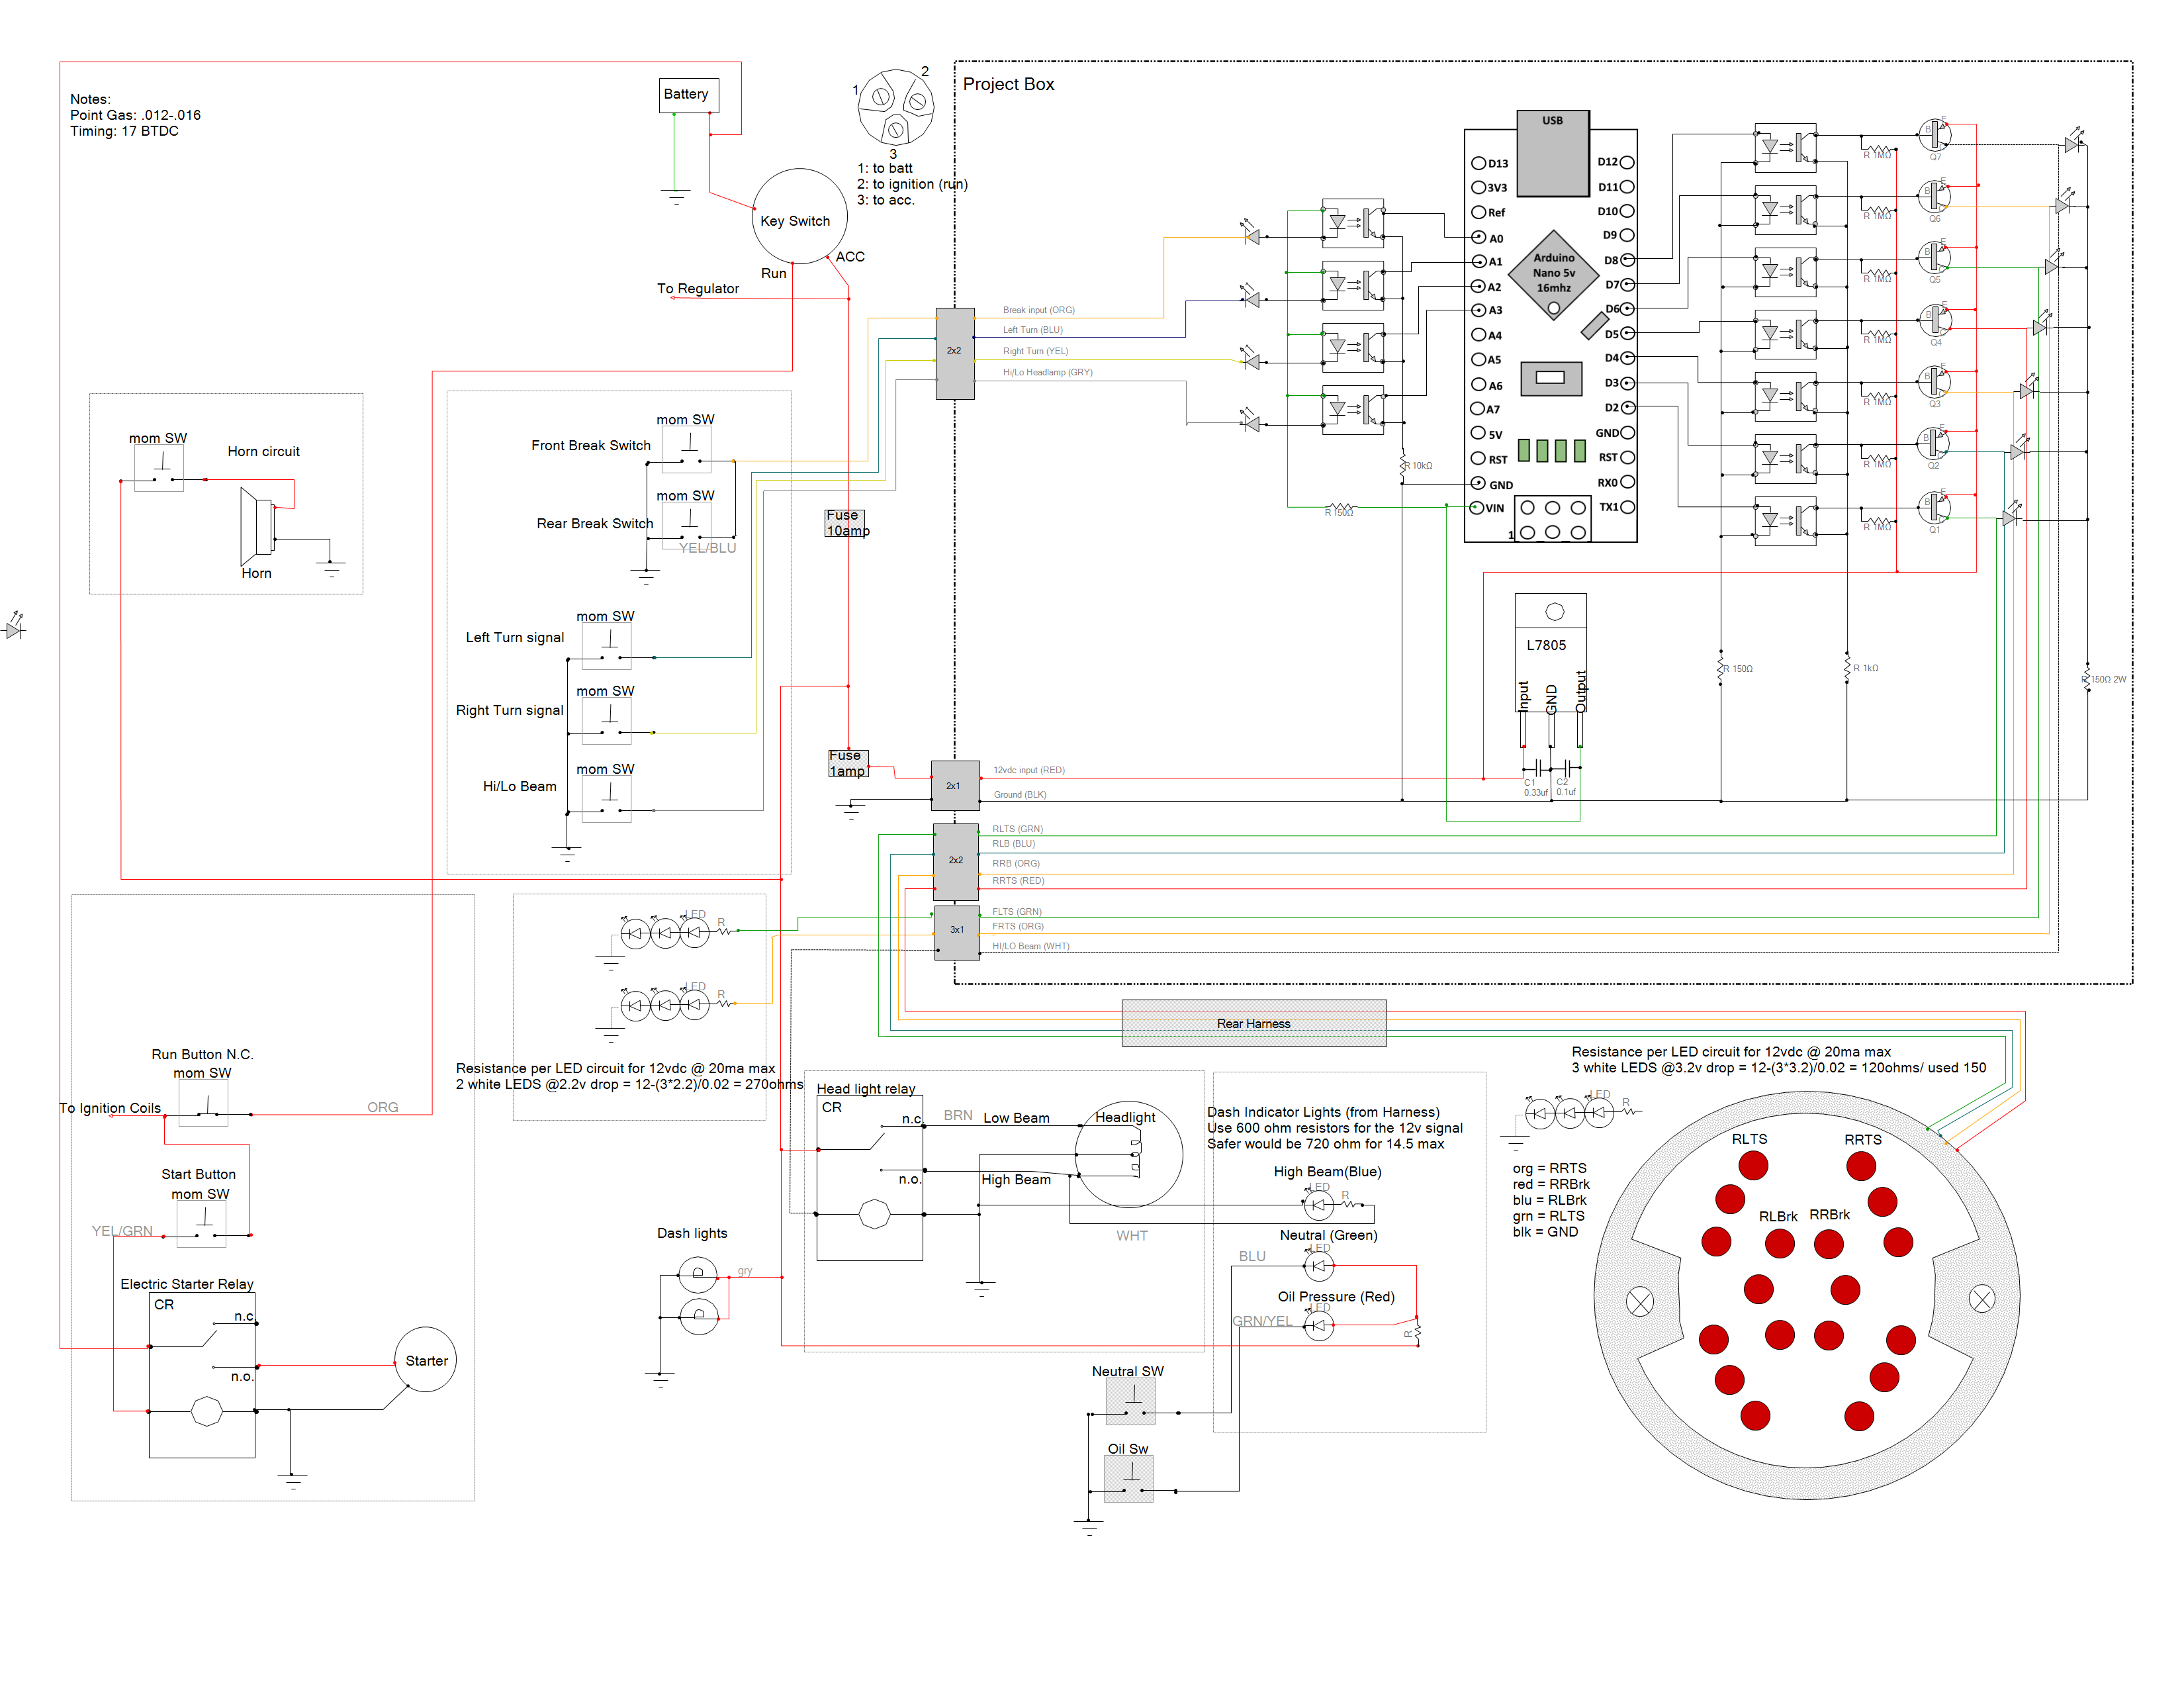 Notes:
Point Gas: .012-.016
Timing: 17 BTDC
Battery
1
2
3
1: to batt
2: to ignition (run)
3: to acc.
Key Switch
Run
ACC
To Regulator
Project Box
2x2
Break input (ORG)
Left Turn (BLU)
Right Turn (YEL)
Hi/Lo Headlamp (GRY)
R 10kΩ
R 150Ω
USB
D13
3V3
Ref
A0
A1
A2
A3
A4
A5
A6
A7
5V
RST
GND
VIN
D12
D11
D10
D9
D8
D7
D6
D5
D4
D3
D2
GND
RST
RX0
TX1
1
Arduino
Nano 5v
16mhz
R 1MΩ
B
E
Q7
R 1MΩ
B
E
Q6
R 1MΩ
B
E
Q5
R 1MΩ
B
E
Q4
R 1MΩ
B
E
Q3
R 1MΩ
B
E
Q2
R 1MΩ
B
E
Q1
R 150Ω
R 1kΩ
R 150Ω 2W
L7805
Input
GND
Output
C1
0.33uf
C2
0.1uf
mom SW
Horn circuit
Horn
mom SW
Front Break Switch
mom SW
Rear Break Switch
YEL/BLU
mom SW
Left Turn signal
mom SW
Right Turn signal
mom SW
Hi/Lo Beam
Fuse
10amp
Fuse
1amp
2x1
12vdc input (RED)
Ground (BLK)
2x2
RLTS (GRN)
RLB (BLU)
RRB (ORG)
RRTS (RED)
3x1
FLTS (GRN)
FRTS (ORG)
HI/LO Beam (WHT)
LED
R
LED
R
Resistance per LED circuit for 12vdc @ 20ma max
2 white LEDS @2.2v drop = 12-(3*2.2)/0.02 = 270ohms
Rear Harness
Run Button N.C.
mom SW
To Ignition Coils
ORG
Start Button
mom SW
YEL/GRN
Electric Starter Relay
CR
n.c
n.o.
Starter
Dash lights
gry
Head light relay
CR
n.c
n.o.
BRN
Low Beam
High Beam
Headlight
WHT
Dash Indicator Lights (from Harness)
Use 600 ohm resistors for the 12v signal
Safer would be 720 ohm for 14.5 max
High Beam(Blue)
LED
R
Neutral (Green)
BLU
LED
Oil Pressure (Red)
LED
GRN/YEL
R
Neutral SW
Oil Sw
Resistance per LED circuit for 12vdc @ 20ma max
3 white LEDS @3.2v drop = 12-(3*3.2)/0.02 = 120ohms/ used 150
LED
R
org = RRTS
red = RRBrk
blu = RLBrk
grn = RLTS
blk = GND
RLTS
RRTS
RLBrk
RRBrk